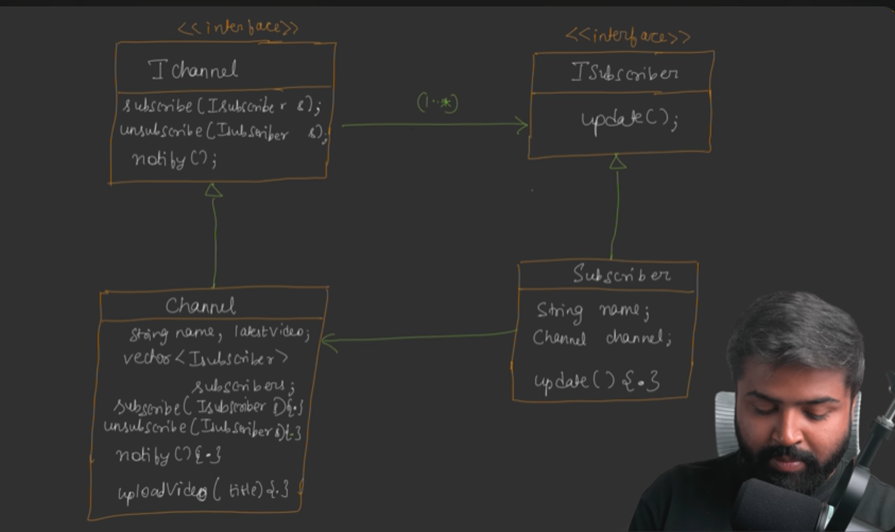 <<interface>>
IChannel
subscribe(ISubscriber s);
unsubscribe(ISubscriber s);
notify();
(1..*)
<<interface>>
ISubscriber
update();
Channel
string name, latestVideo;
vector<ISubscriber>
subscribers;
subscribe(ISubscriber s){.}
unsubscribe(ISubscriber s){.}
notify(){.}
uploadVideo( title){.}
Subscriber
String name;
Channel channel;
update(){.}